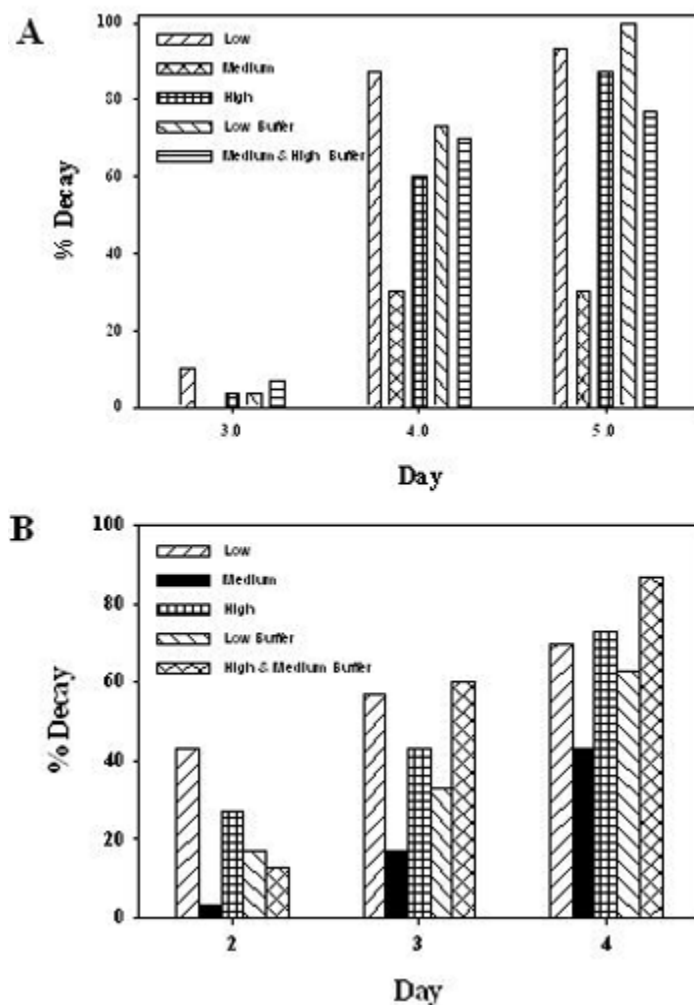 A
100
80
60
40
20
0
% Decay
Low
Medium
High
Low Buffer
Medium & High Buffer
3.0 4.0 5.0
Day
B
100
80
60
40
20
0
% Decay
Low
Medium
High
Low Buffer
High & Medium Buffer
2 3 4
Day